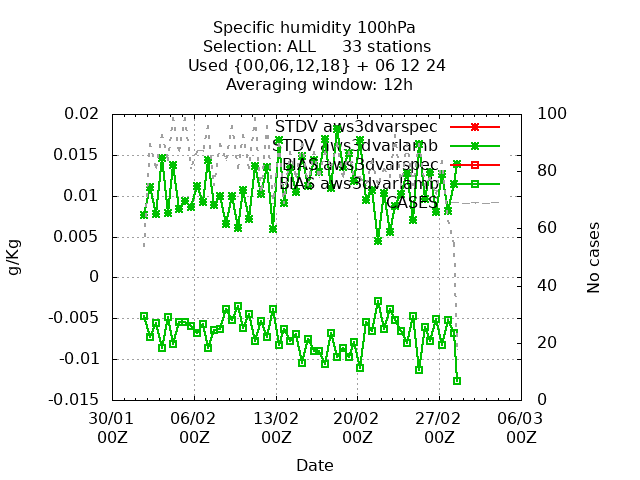 Specific humidity 100hPa
Selection: ALL     33 stations
Used {00,06,12,18} + 06 12 24
Averaging window: 12h
0.02
0.015
0.01
0.005
0
-0.005
-0.01
-0.015
g/Kg
STDV aws3dvarspec
STDV aws3dvarlamb
BIAS aws3dvarspec
BIAS aws3dvarlamb
CASES
100
80
60
40
20
0
No cases
30/01 06/02 13/02 20/02 27/02 06/03
00Z 00Z 00Z 00Z 00Z 00Z
Date